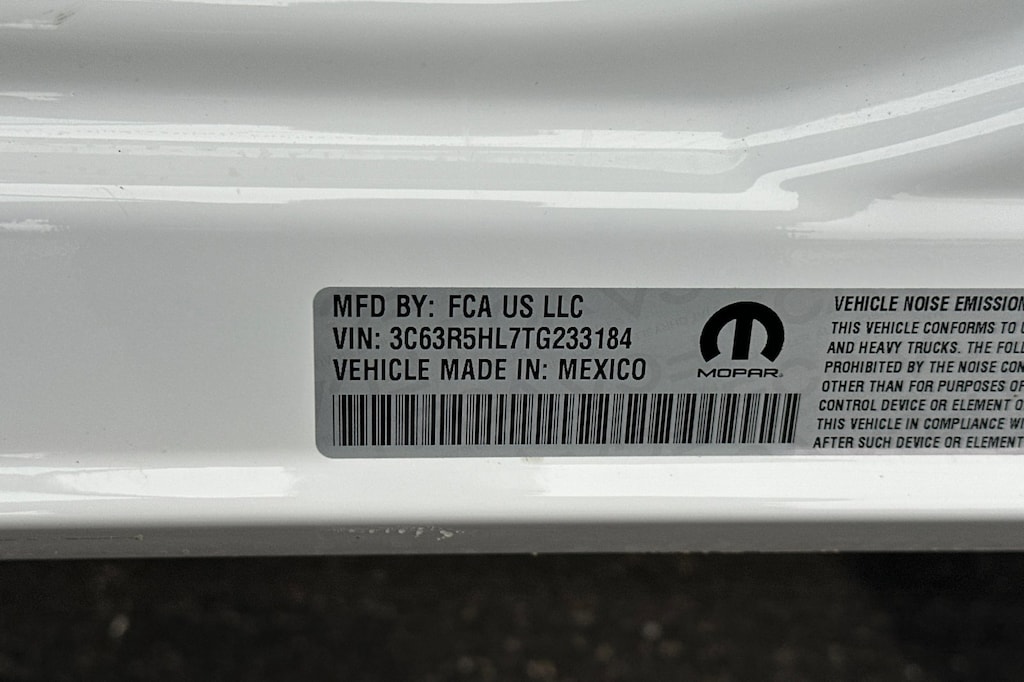 MFD BY: FCA US LLC
VIN: 3C63R5HL7TG233184
VEHICLE MADE IN: MEXICO
MOPAR
VEHICLE NOISE EMISSION
THIS VEHICLE CONFORMS TO
AND HEAVY TRUCKS. THE FOLL
PROHIBITED BY THE NOISE CON
OTHER THAN FOR PURPOSES OF
CONTROL DEVICE OR ELEMENT O
THIS VEHICLE IN COMPLIANCE WI
AFTER SUCH DEVICE OR ELEMENT